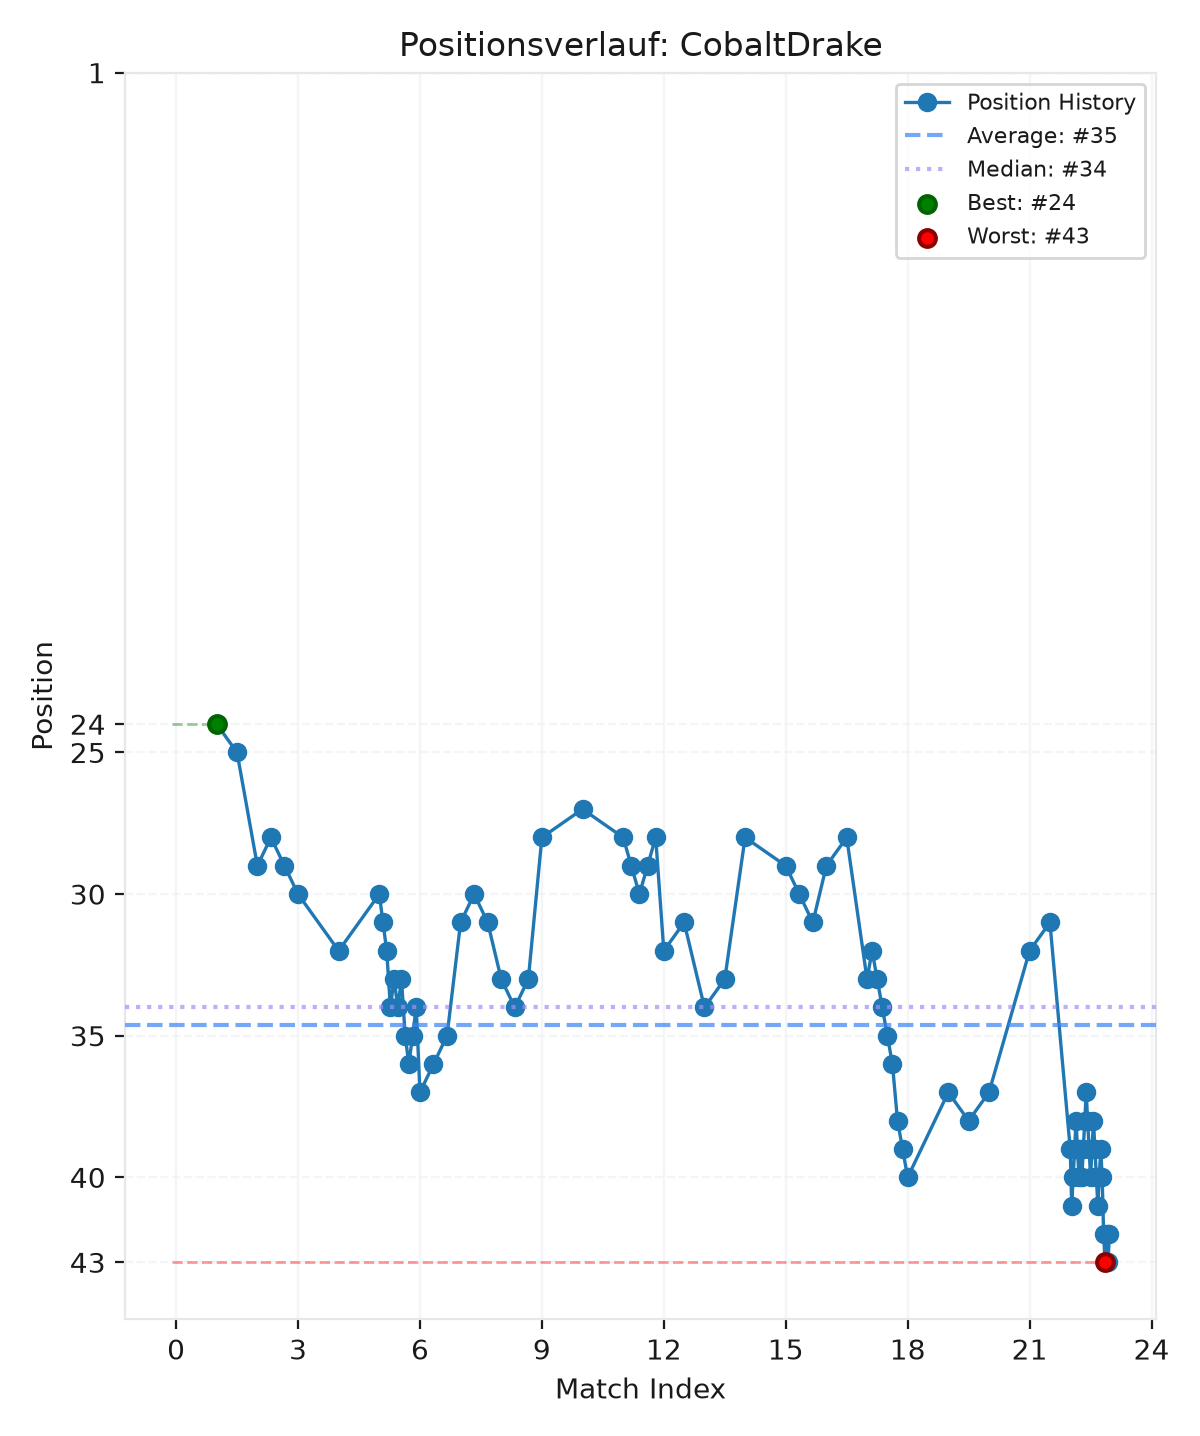 Positionsverlauf: CobaltDrake
Position History
Average: #35
Median: #34
Best: #24
Worst: #43
Position
1
24
25
30
35
40
43
0 3 6 9 12 15 18 21 24
Match Index